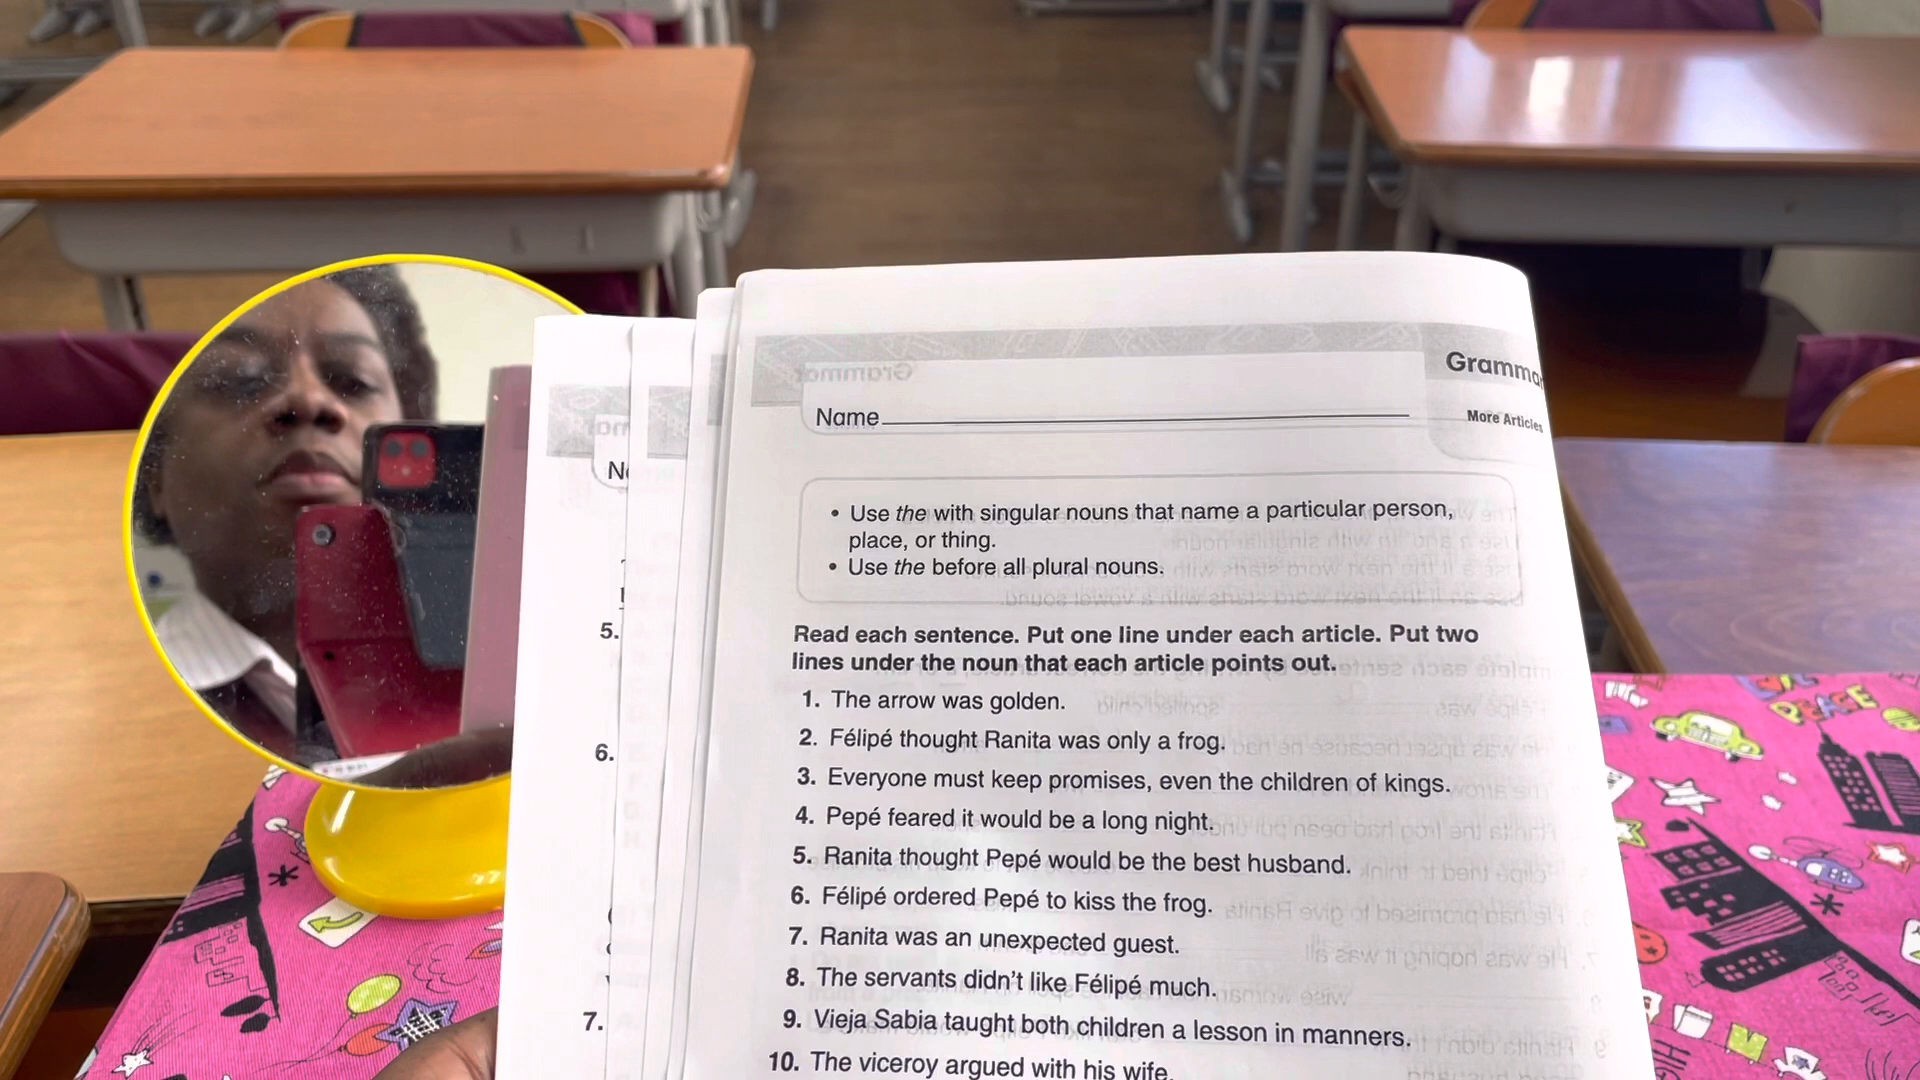 Grammar
Name
More Articles
• Use the with singular nouns that name a particular person,
place, or thing.
• Use the before all plural nouns.
Read each sentence. Put one line under each article. Put two
lines under the noun that each article points out.
1. The arrow was golden.
2. Félipé thought Ranita was only a frog.
3. Everyone must keep promises, even the children of kings.
4. Pepé feared it would be a long night.
5. Ranita thought Pepé would be the best husband.
6. Félipé ordered Pepé to kiss the frog.
7. Ranita was an unexpected guest.
8. The servants didn't like Félipé much.
9. Vieja Sabia taught both children a lesson in manners.
10. The viceroy argued with his wife.
5.
6.
7.
PEACE